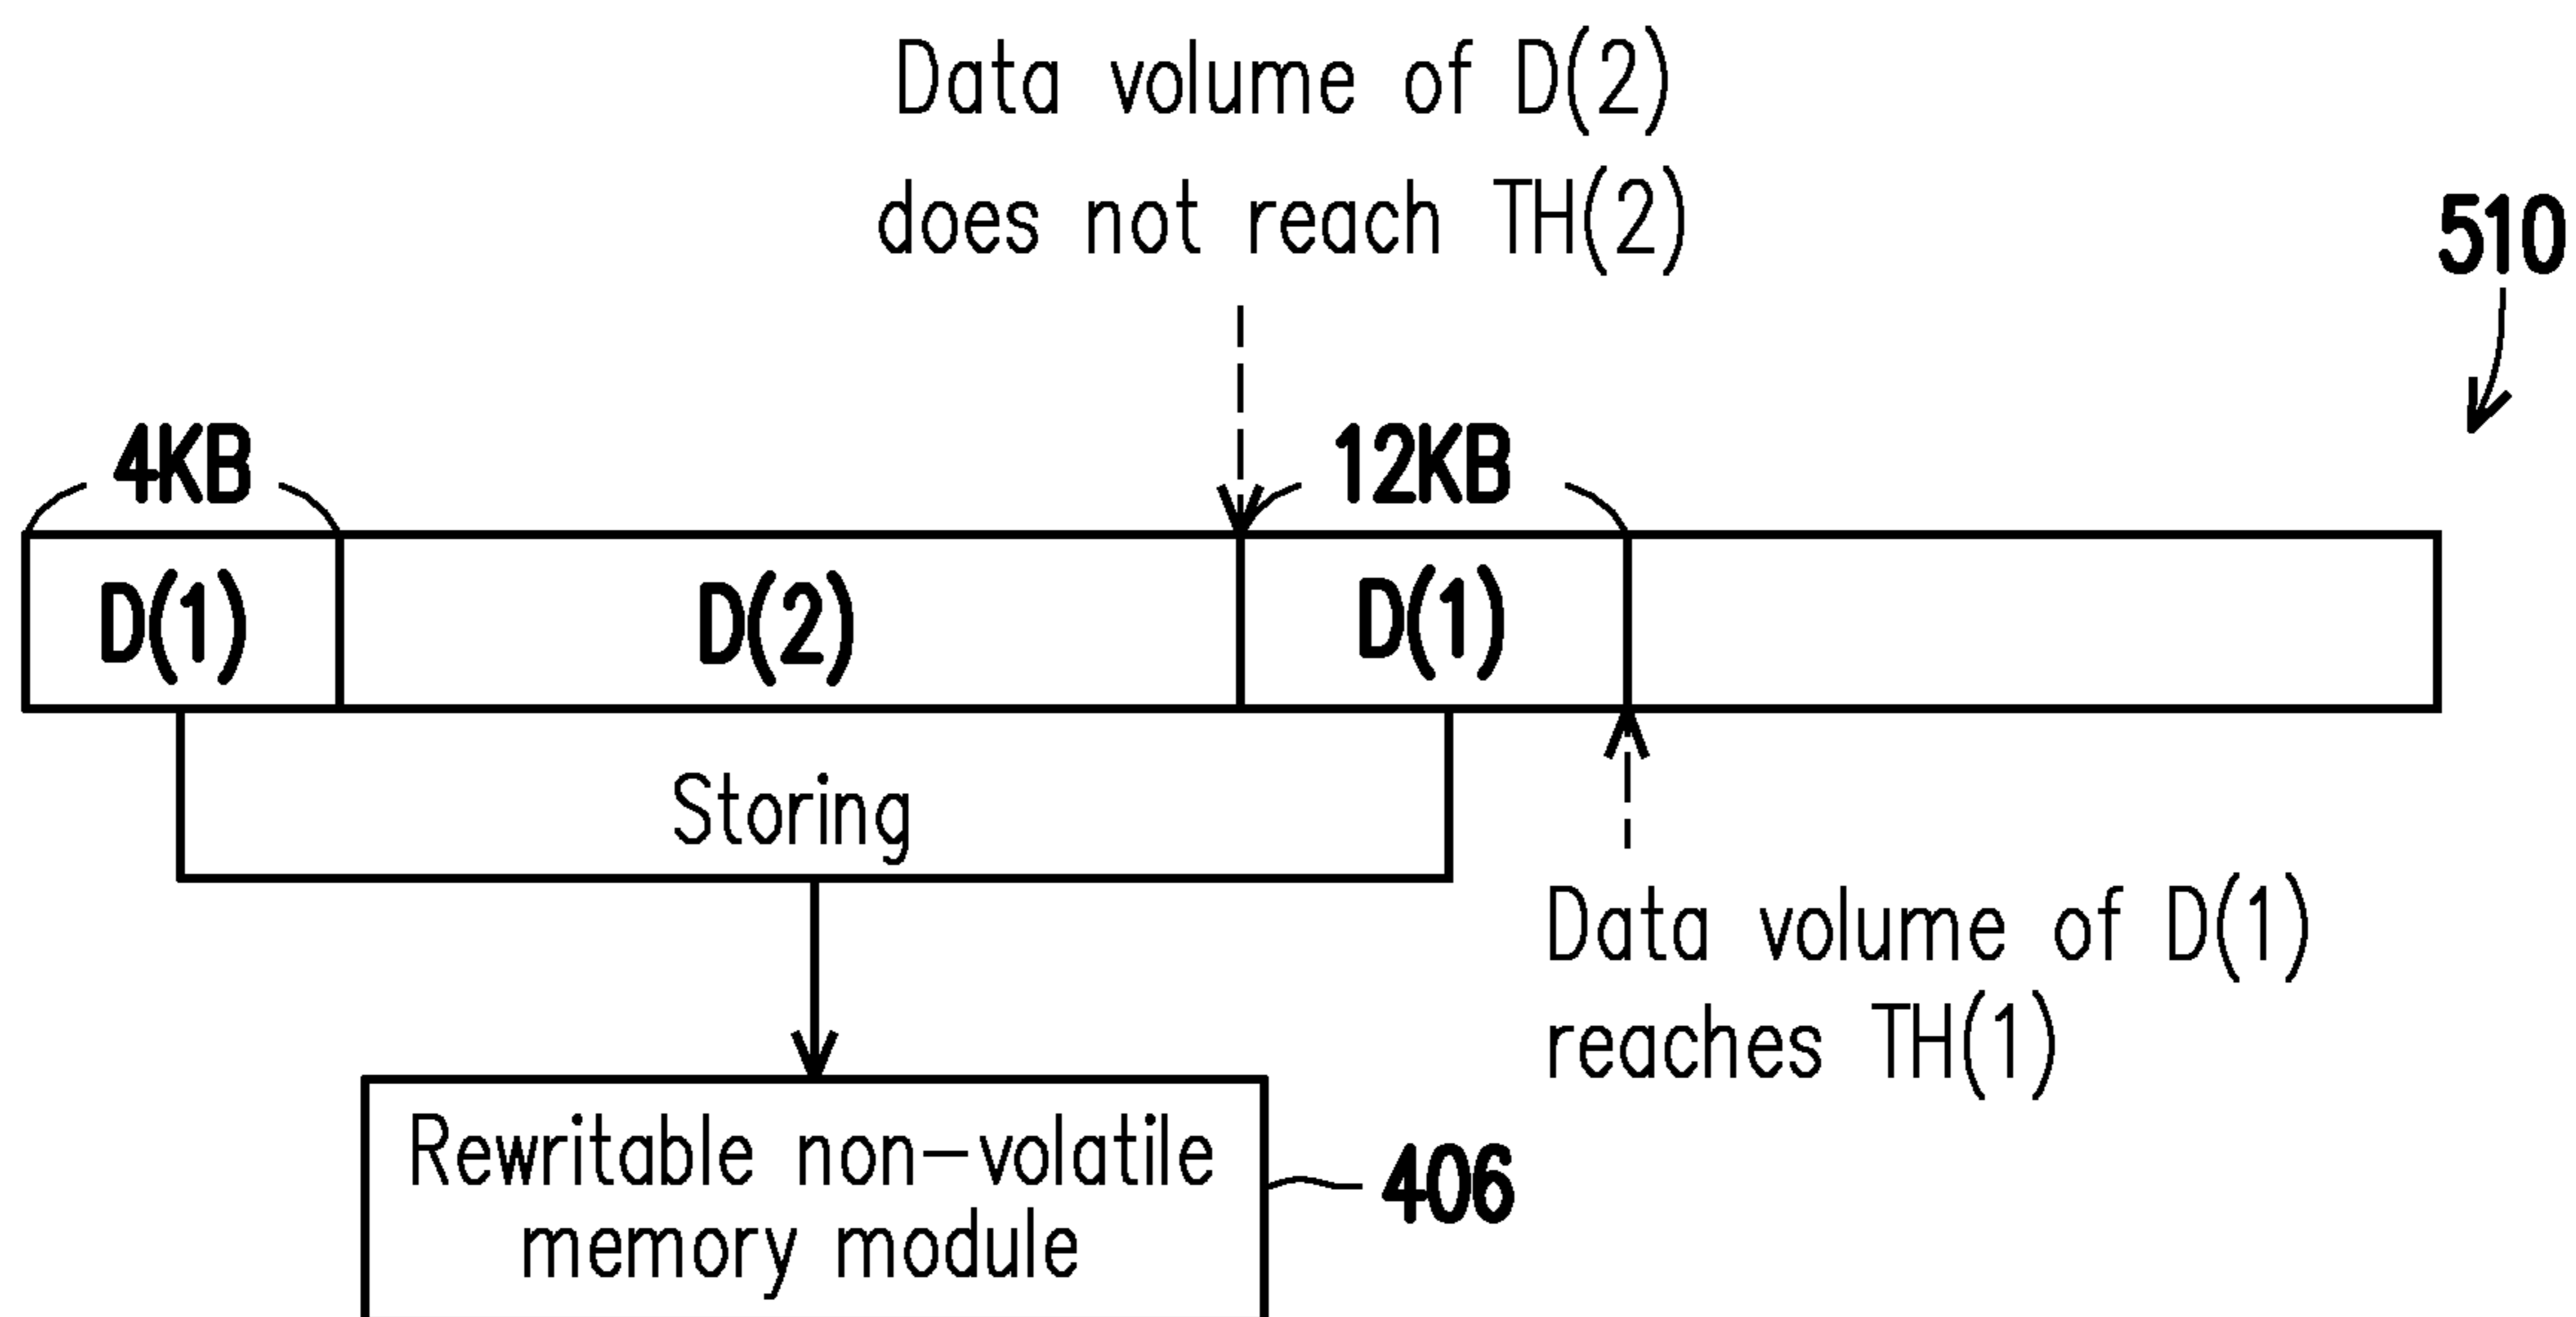 Data volume of D(2)
does not reach TH(2)
510
4KB
12KB
D(1)
D(2)
D(1)
Storing
Data volume of D(1)
reaches TH(1)
Rewritable non-volatile
memory module
406